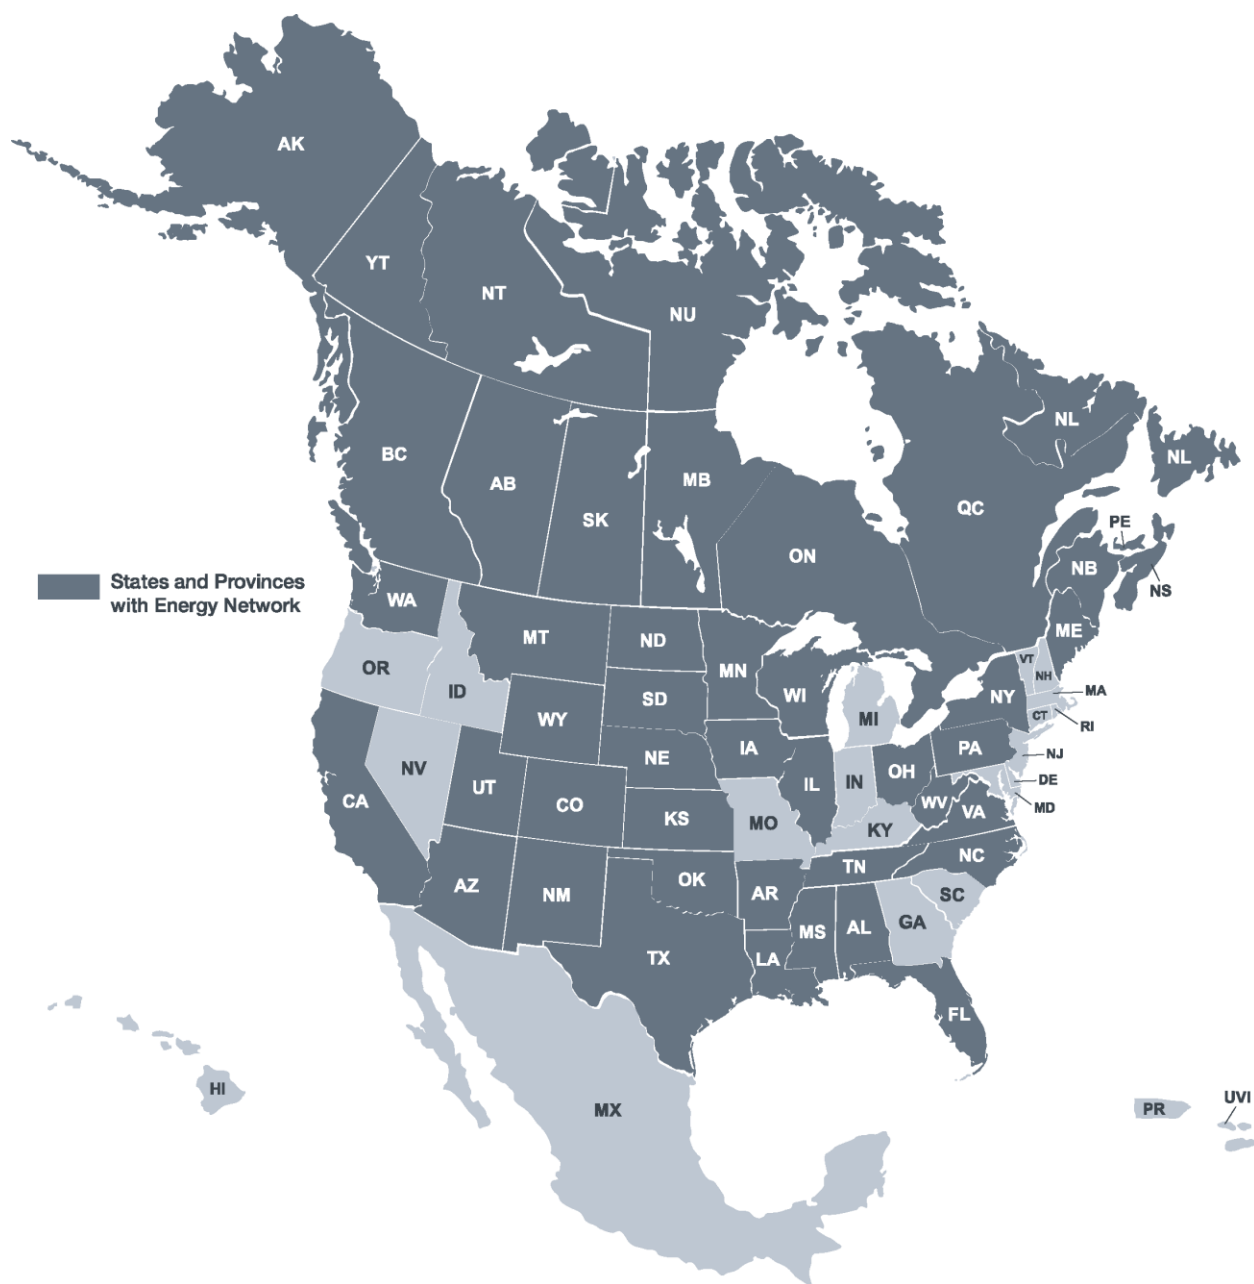 AK
YT
NT
NU
BC
AB
SK
MB
ON
QC
NL
NL
PE
NB
NS
States and Provinces
with Energy Network
WA
MT
ND
MN
WI
MI
ME
VT
NH
MA
NY
CT
RI
OR
ID
WY
SD
IA
PA
NJ
NE
IL
IN
OH
DE
MD
NV
UT
CO
KS
MO
KY
WV
VA
CA
AZ
NM
OK
AR
TN
NC
SC
TX
LA
MS
AL
GA
FL
HI
MX
PR
UVI